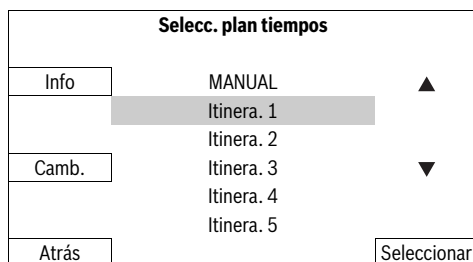 Selecc. plan tiempos
Info MANUAL ▲
Itinera. 1
Itinera. 2
Camb. Itinera. 3 ▼
Itinera. 4
Itinera. 5
Atrás Seleccionar